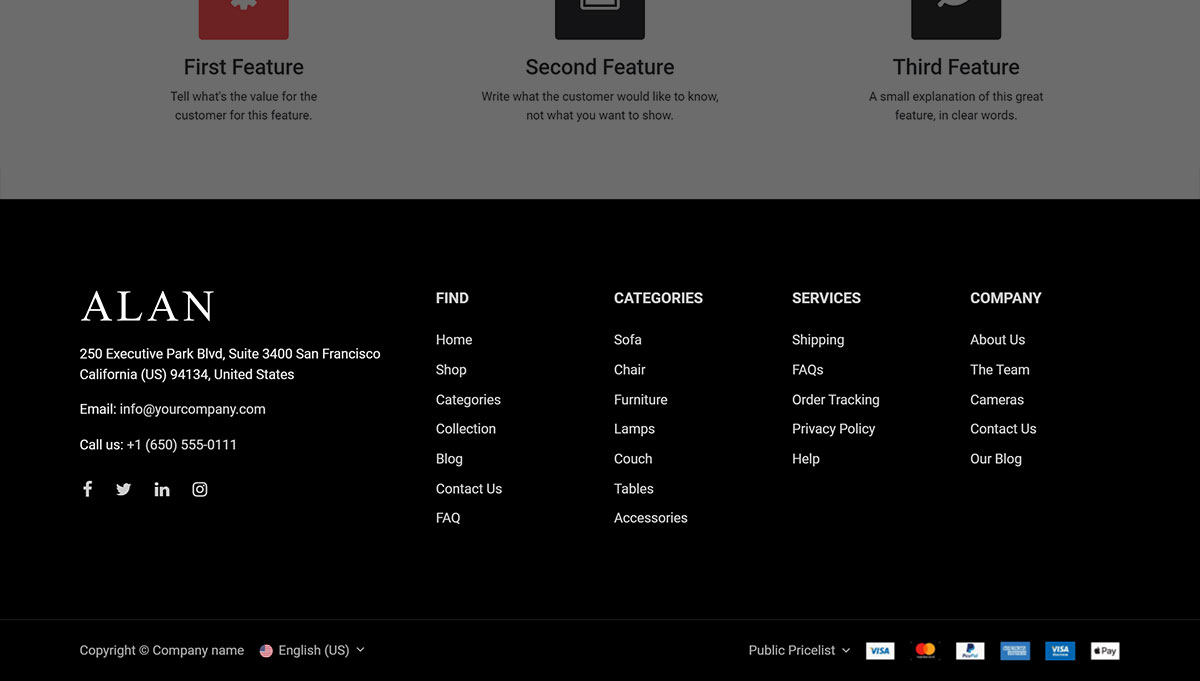 First Feature
Tell what's the value for the
customer for this feature.
Second Feature
Write what the customer would like to know,
not what you want to show.
Third Feature
A small explanation of this great
feature, in clear words.
ALAN
250 Executive Park Blvd, Suite 3400 San Francisco
California (US) 94134, United States
Email: info@yourcompany.com
Call us: +1 (650) 555-0111
FIND
Home
Shop
Categories
Collection
Blog
Contact Us
FAQ
CATEGORIES
Sofa
Chair
Furniture
Lamps
Couch
Tables
Accessories
SERVICES
Shipping
FAQs
Order Tracking
Privacy Policy
Help
COMPANY
About Us
The Team
Cameras
Contact Us
Our Blog
Copyright © Company name
English (US)
Public Pricelist
VISA
PayPal
VISA
Pay